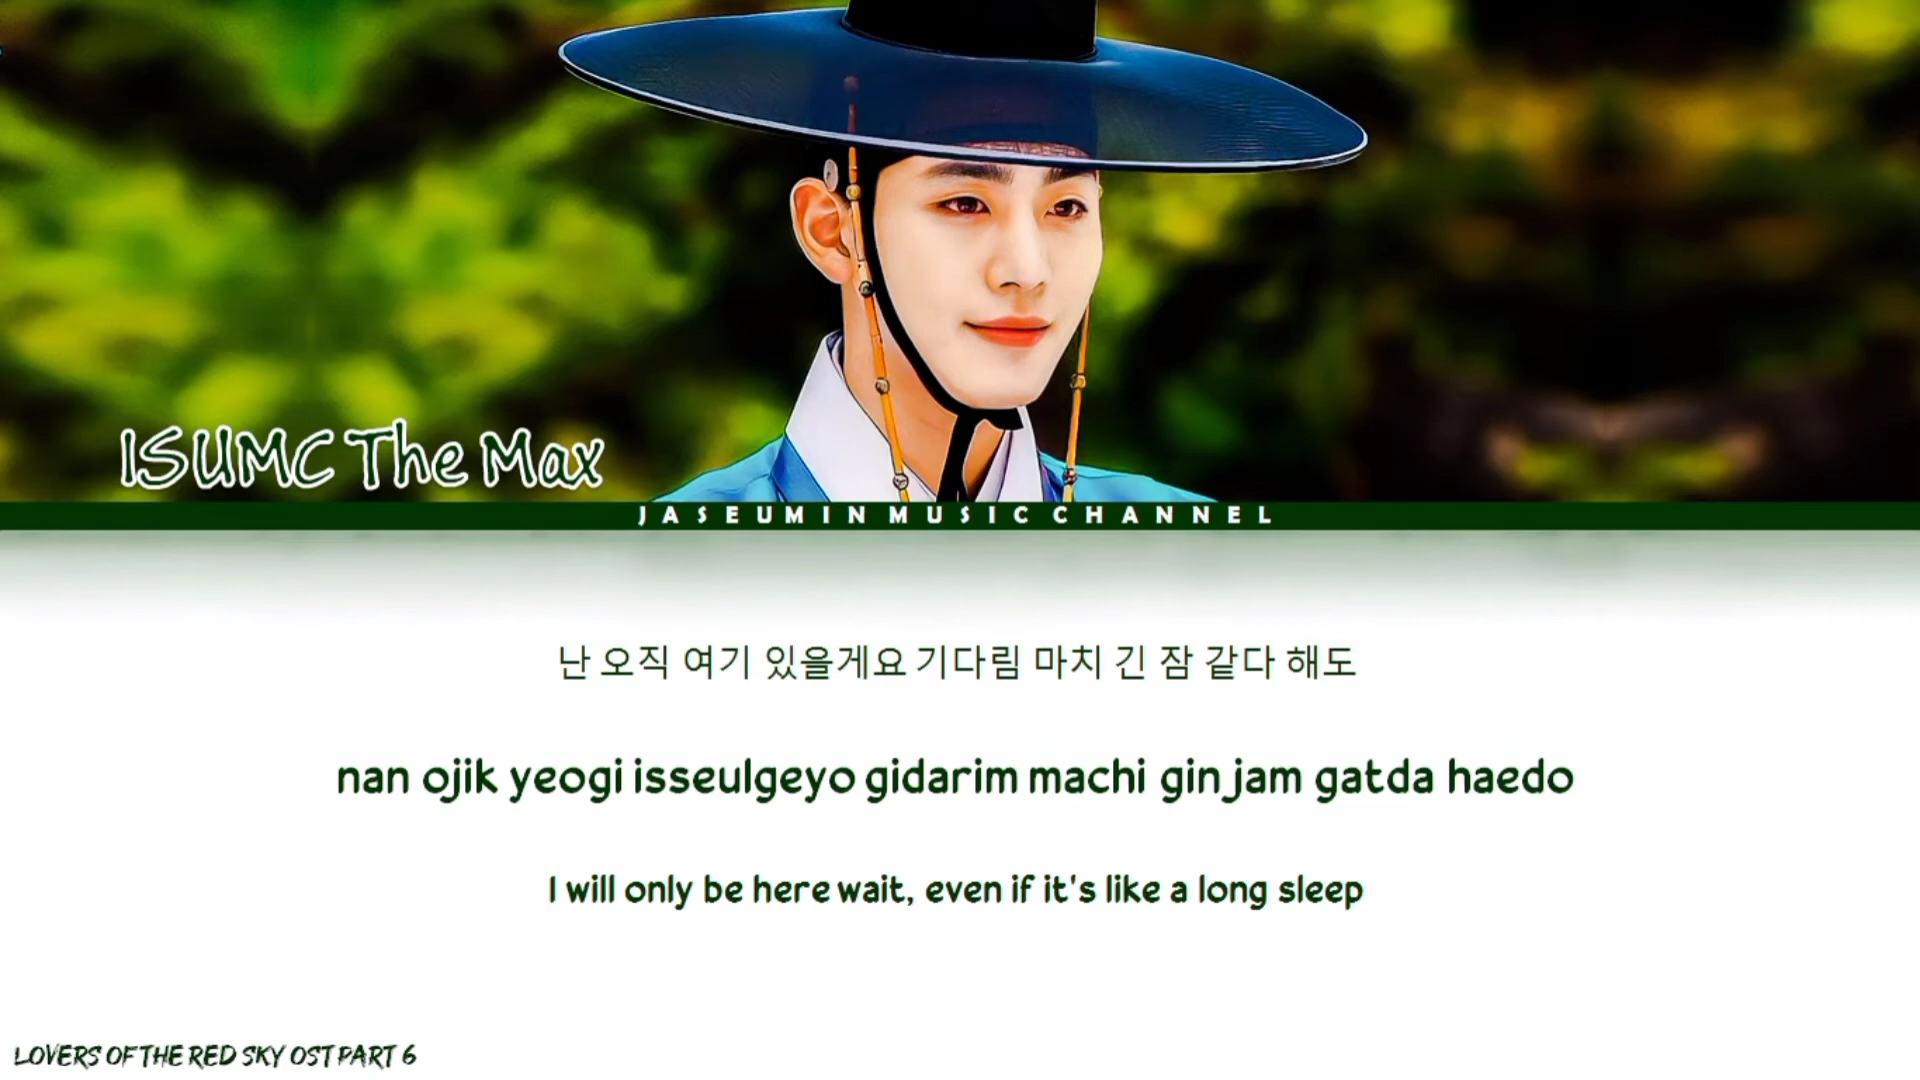 ISUMC The Max
JASEUMIN MUSIC CHANNEL
난 오직 여기 있을게요 기다림 마치 긴 잠 같다 해도
nan ojik yeogi isseulgeyo gidarim machi gin jam gatda haedo
I will only be here wait, even if it's like a long sleep
LOVERS OF THE RED SKY OST PART 6